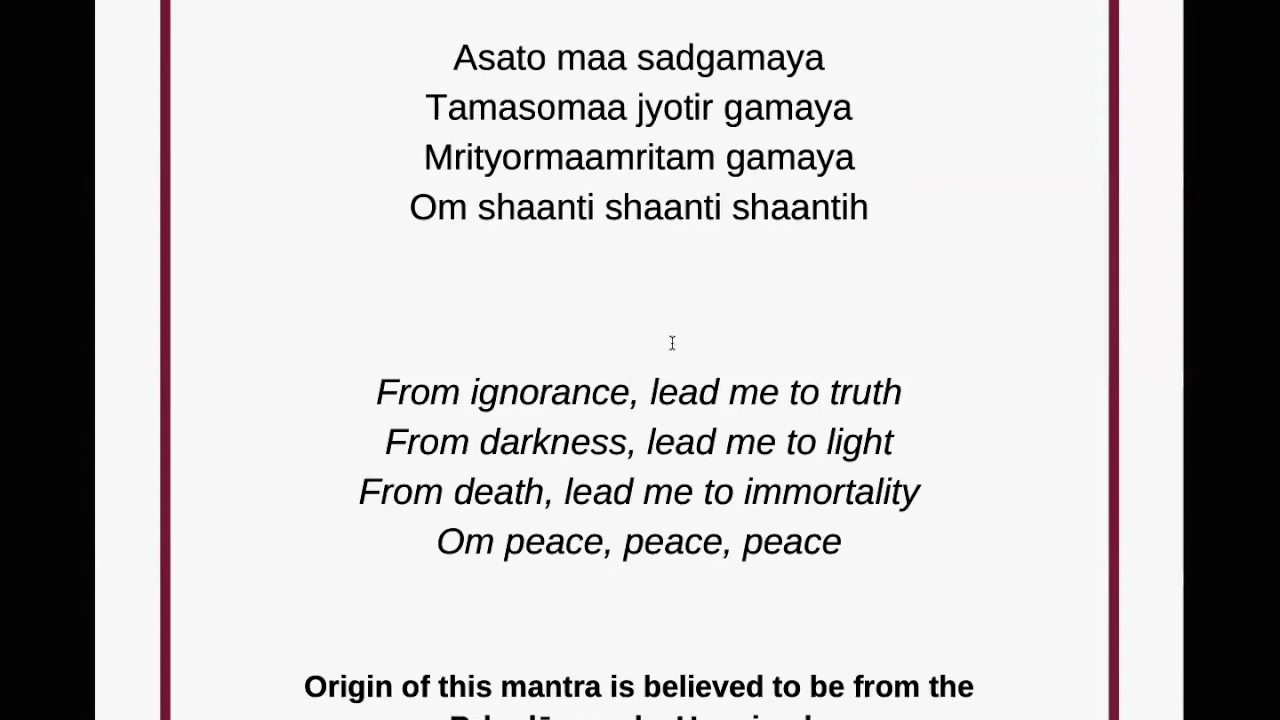 Asato maa sadgamaya
Tamasomaa jyotir gamaya
Mrityormaamritam gamaya
Om shaanti shaanti shaantih
From ignorance, lead me to truth
From darkness, lead me to light
From death, lead me to immortality
Om peace, peace, peace
Origin of this mantra is believed to be from the